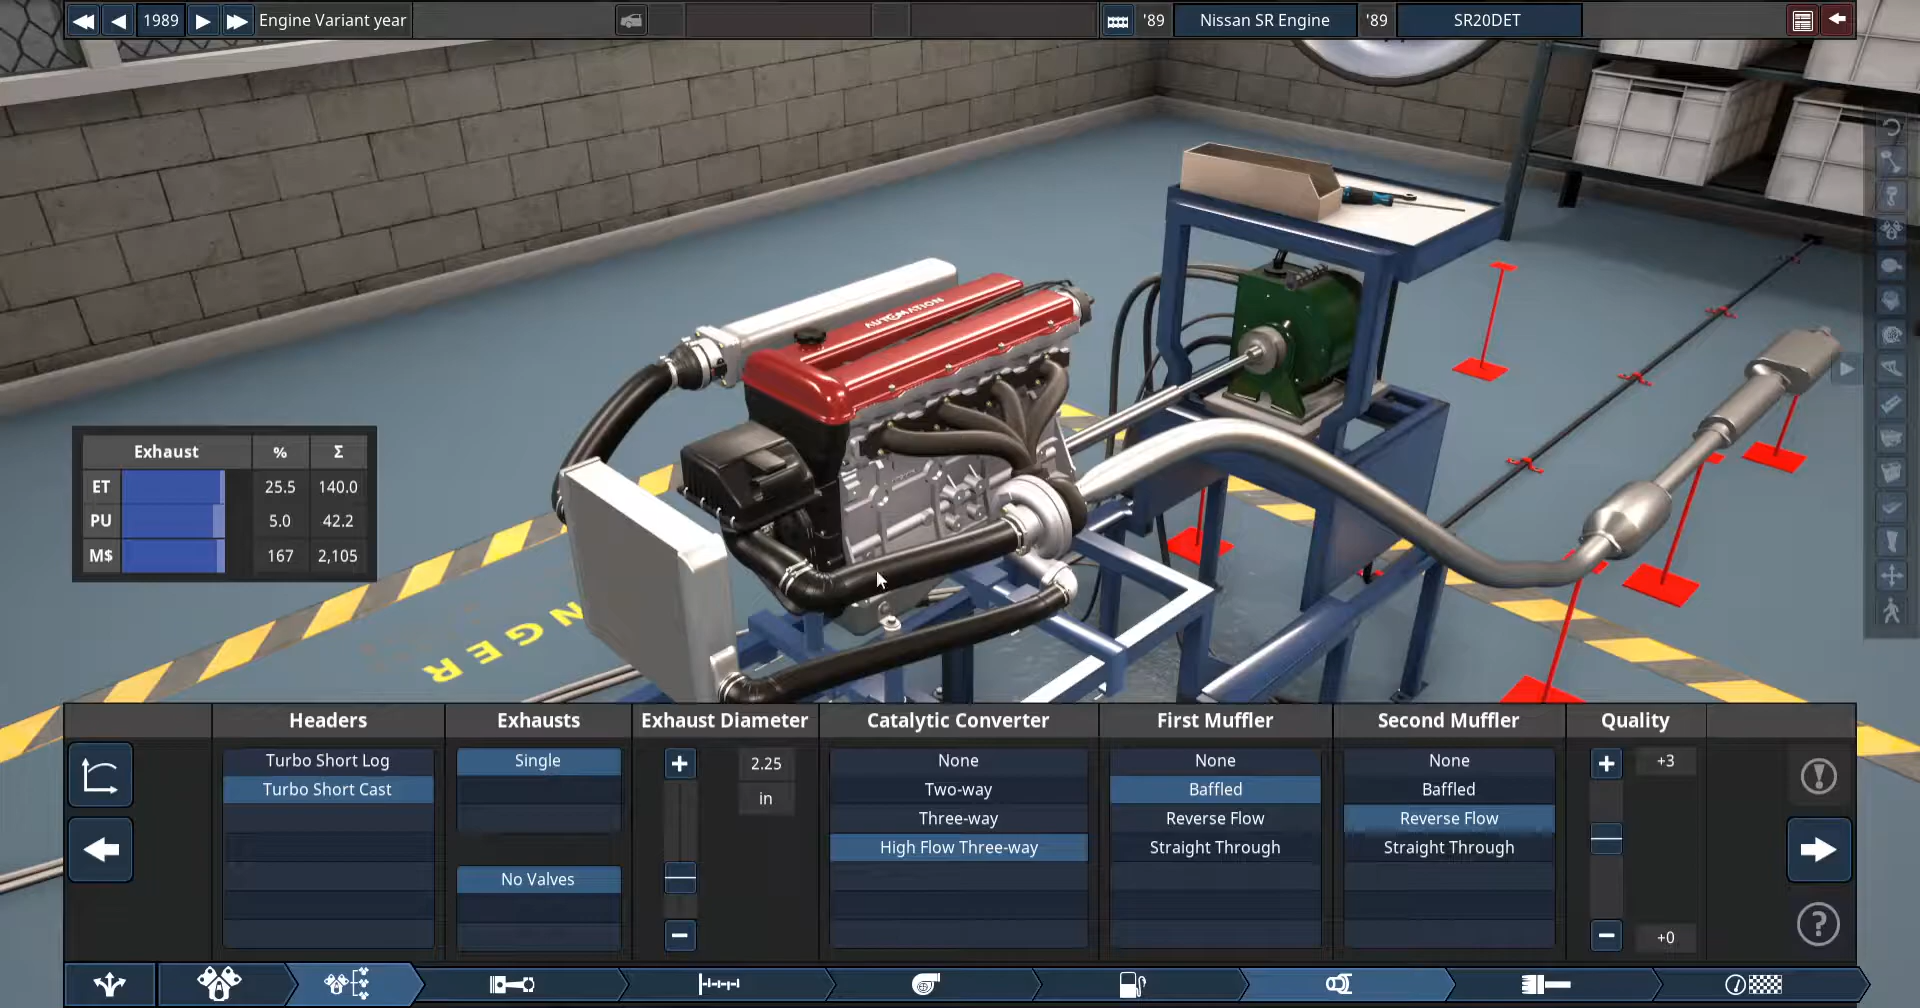 1989 Engine Variant year '89 Nissan SR Engine '89 SR20DET
AUTOMATION
Exhaust % Σ
ET 25.5 140.0
PU 5.0 42.2
M$ 167 2,105
NGER
Headers Exhausts Exhaust Diameter Catalytic Converter First Muffler Second Muffler Quality
Turbo Short Log Single 2.25 None None None +3
Turbo Short Cast in Two-way Baffled Baffled
Three-way Reverse Flow Reverse Flow
High Flow Three-way Straight Through Straight Through
No Valves
+0